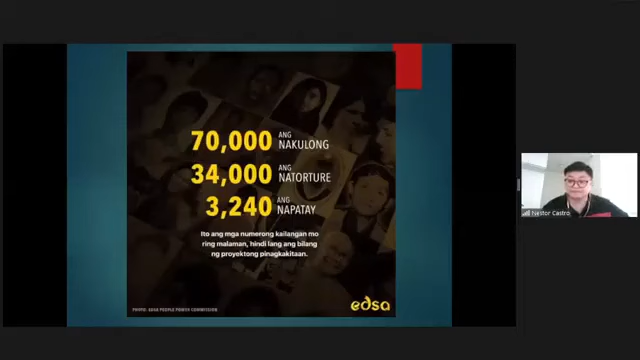 70,000 ANG NAKULONG
34,000 ANG NATORTURE
3,240 ANG NAPATAY
Ito ang mga numerong kailangan mo
ring malaman, hindi lang ang bilang
ng proyektong pinagkakitaan.
PHOTO: EDSA PEOPLE POWER COMMISSION
edsa
Nestor Castro